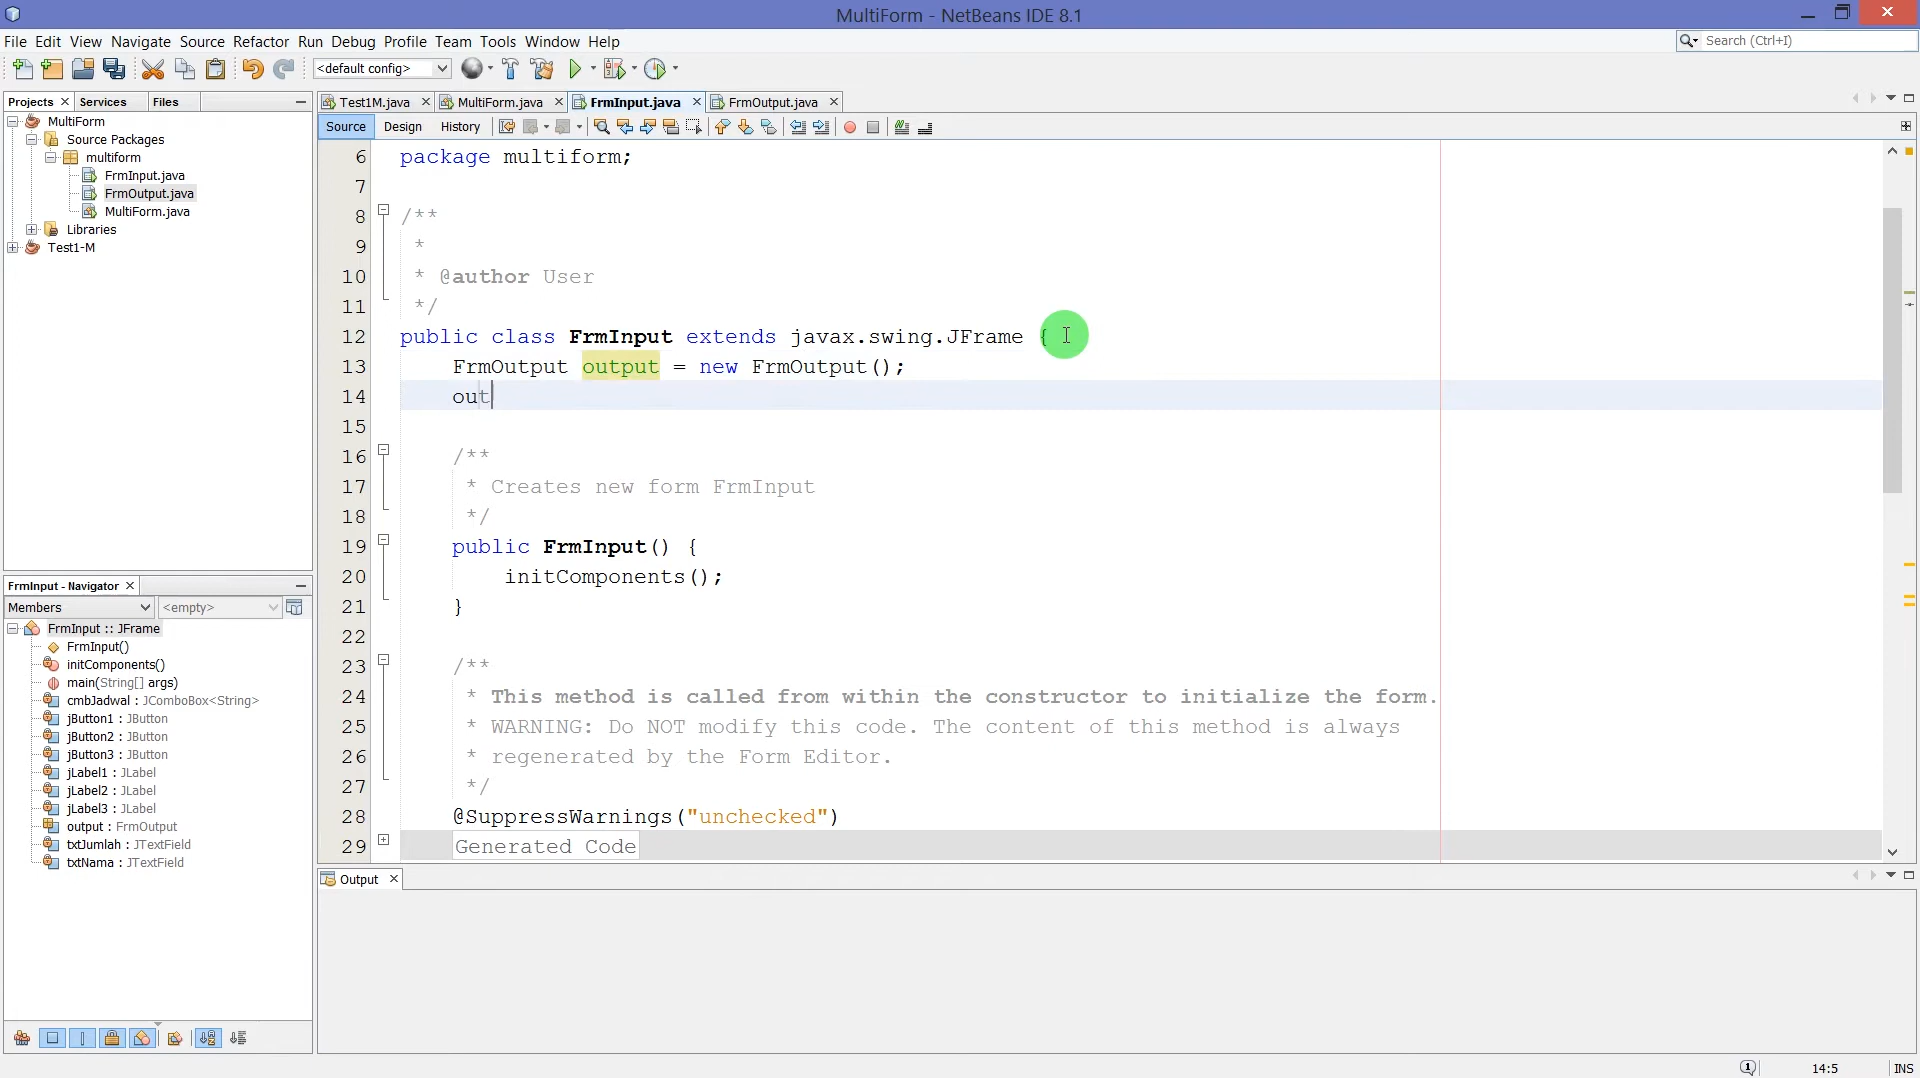 MultiForm - NetBeans IDE 8.1
File Edit View Navigate Source Refactor Run Debug Profile Team Tools Window Help
Search (Ctrl+I)
<default config>
Projects Services Files
Test1M.java MultiForm.java FrmInput.java FrmOutput.java
Source Design History
MultiForm
Source Packages
multiform
FrmInput.java
FrmOutput.java
MultiForm.java
Libraries
Test1-M
6 package multiform;
7
8 /**
9 *
10 * @author User
11 */
12 public class FrmInput extends javax.swing.JFrame {
13 FrmOutput output = new FrmOutput();
14 out
15
16 /**
17 * Creates new form FrmInput
18 */
19 public FrmInput() {
20 initComponents();
21 }
22
23 /**
24 * This method is called from within the constructor to initialize the form.
25 * WARNING: Do NOT modify this code. The content of this method is always
26 * regenerated by the Form Editor.
27 */
28 @SuppressWarnings("unchecked")
29 Generated Code
FrmInput - Navigator
Members <empty>
FrmInput :: JFrame
FrmInput()
initComponents()
main(String[] args)
cmbJadwal : JComboBox<String>
jButton1 : JButton
jButton2 : JButton
jButton3 : JButton
jLabel1 : JLabel
jLabel2 : JLabel
jLabel3 : JLabel
output : FrmOutput
txtJumlah : JTextField
txtNama : JTextField
Output
14:5 INS